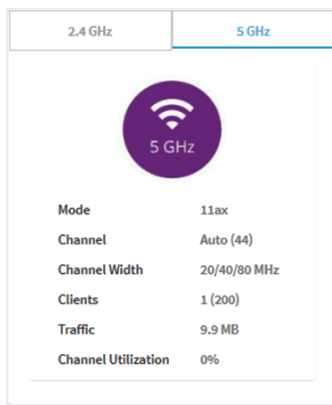 2.4 GHz 5 GHz
5 GHz
Mode 11ax
Channel Auto (44)
Channel Width 20/40/80 MHz
Clients 1 (200)
Traffic 9.9 MB
Channel Utilization 0%